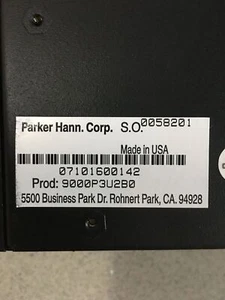 Parker Hann. Corp. S.O.0058201
Made in USA
07101600142
Prod: 9000P3U2B0
5500 Business Park Dr. Rohnert Park, CA. 94928